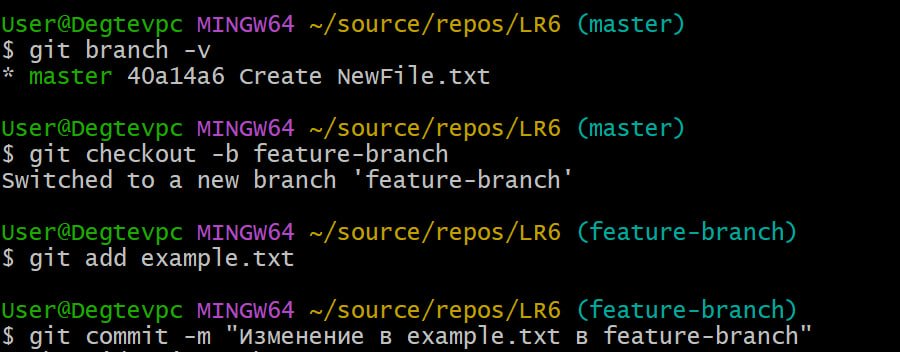 User@Degtevpc MINGW64 ~/source/repos/LR6 (master)
$ git branch -v
* master 40a14a6 Create NewFile.txt
User@Degtevpc MINGW64 ~/source/repos/LR6 (master)
$ git checkout -b feature-branch
Switched to a new branch 'feature-branch'
User@Degtevpc MINGW64 ~/source/repos/LR6 (feature-branch)
$ git add example.txt
User@Degtevpc MINGW64 ~/source/repos/LR6 (feature-branch)
$ git commit -m "Изменение в example.txt в feature-branch"